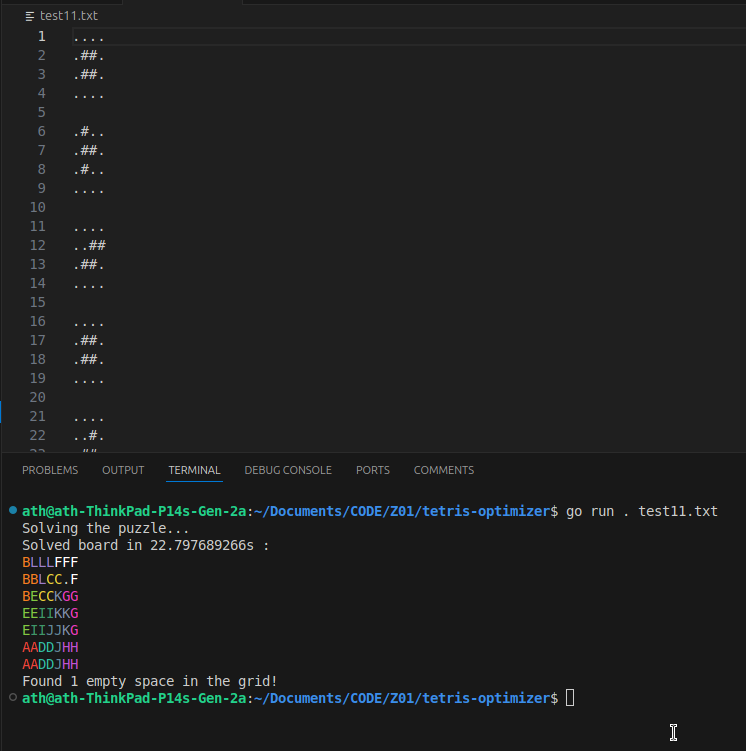 test11.txt
1 ....
2 .##.
3 .##.
4 ....
5
6 .#..
7 .##.
8 .#..
9 ....
10
11 ....
12 ..##
13 .##.
14 ....
15
16 ....
17 .##.
18 .##.
19 ....
20
21 ....
22 ..#.
PROBLEMS OUTPUT TERMINAL DEBUG CONSOLE PORTS COMMENTS
ath@ath-ThinkPad-P14s-Gen-2a:~/Documents/CODE/Z01/tetris-optimizer$ go run . test11.txt
Solving the puzzle...
Solved board in 22.797689266s :
BLLLFFF
BBLCC.F
BECCKGG
EEIIKKG
EIIJJKG
AADDJHH
AADDJHH
Found 1 empty space in the grid!
ath@ath-ThinkPad-P14s-Gen-2a:~/Documents/CODE/Z01/tetris-optimizer$